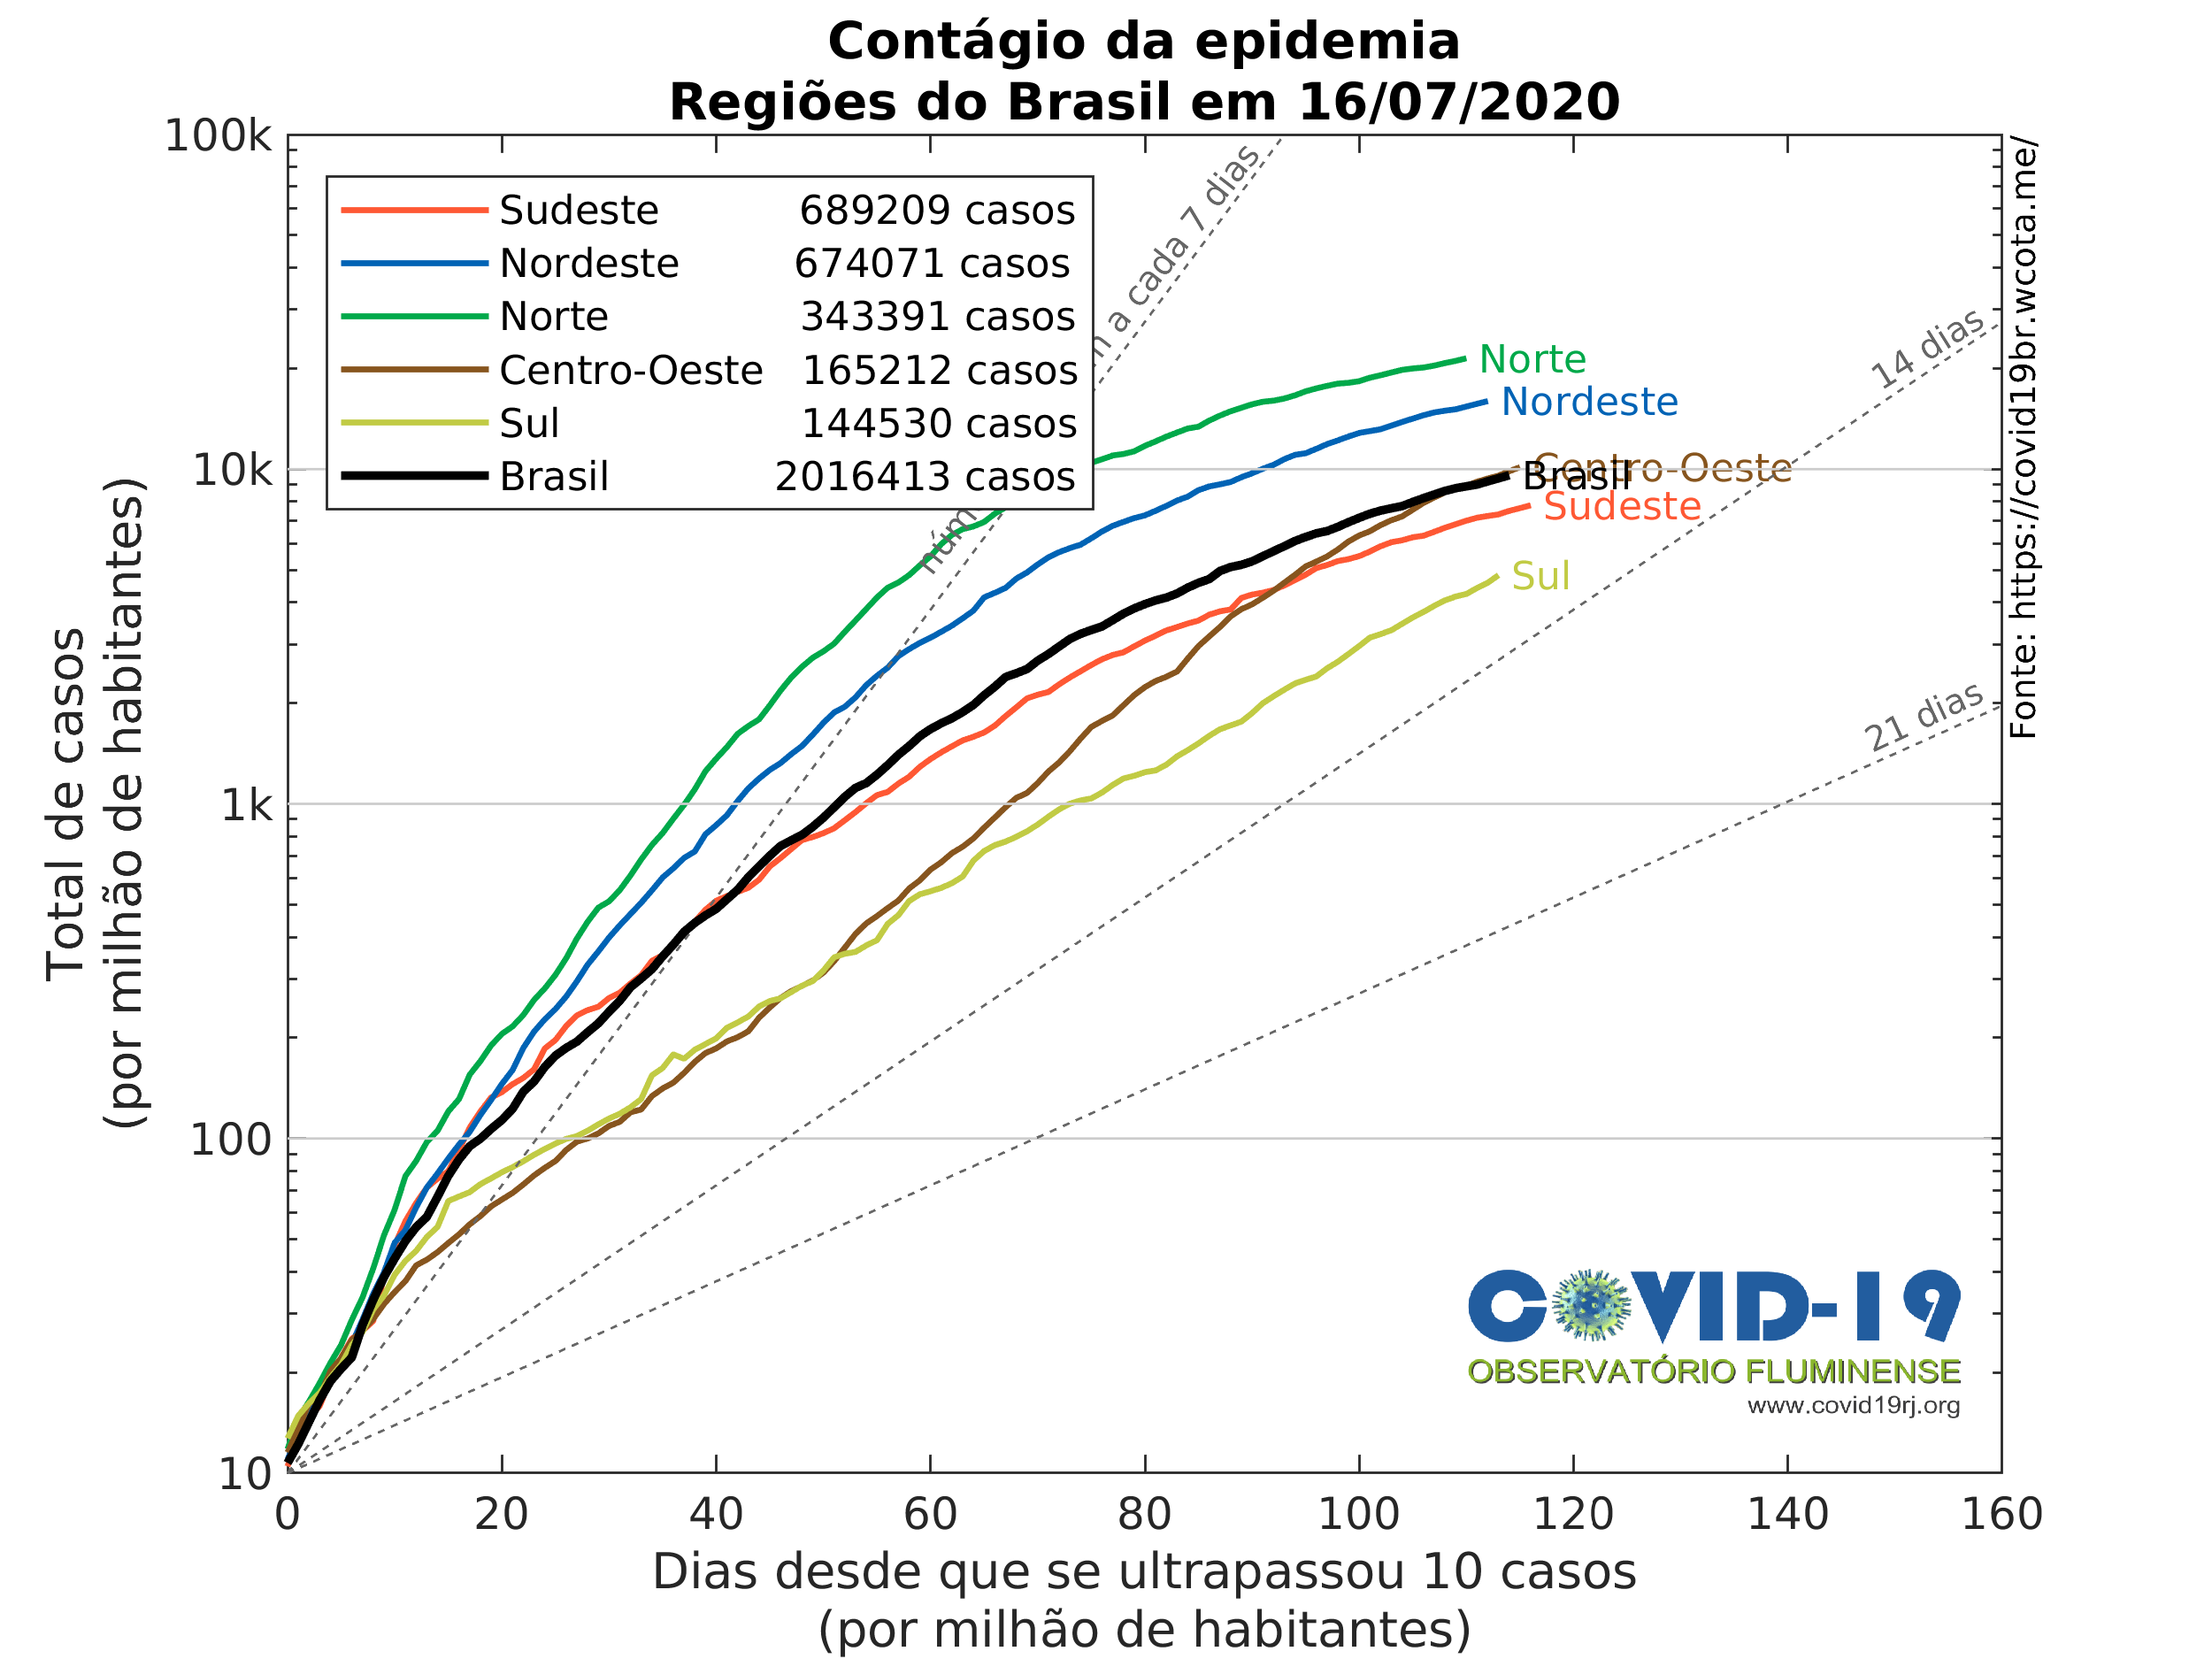 Contágio da epidemia
Regiões do Brasil em 16/07/2020
Total de casos
(por milhão de habitantes)
100k
10k
1k
100
10
Sudeste 689209 casos
Nordeste 674071 casos
Norte 343391 casos
Centro-Oeste 165212 casos
Sul 144530 casos
Brasil 2016413 casos
a cada 7 dias
14 dias
21 dias
Norte
Nordeste
Centro-Oeste
Brasil
Sudeste
Sul
Fonte: https://covid19br.wcota.me/
COVID-19
OBSERVATÓRIO FLUMINENSE
www.covid19rj.org
0 20 40 60 80 100 120 140 160
Dias desde que se ultrapassou 10 casos
(por milhão de habitantes)